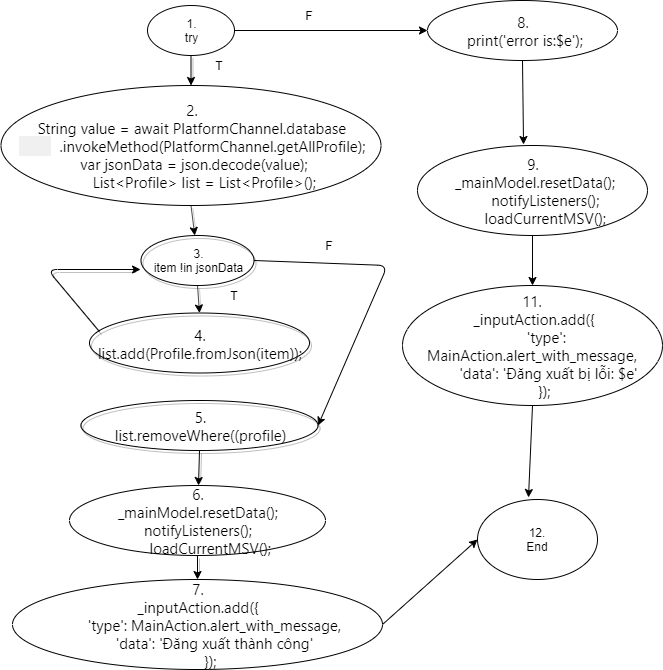 1.
try
F
T
2.
String value = await PlatformChannel.database
.invokeMethod(PlatformChannel.getAllProfile);
var jsonData = json.decode(value);
List<Profile> list = List<Profile>();
3.
item !in jsonData
F
T
4.
list.add(Profile.fromJson(item));
5.
list.removeWhere((profile)
6.
_mainModel.resetData();
notifyListeners();
loadCurrentMSV();
7.
_inputAction.add({
'type': MainAction.alert_with_message,
'data': 'Đăng xuất thành công'
});
8.
print('error is:$e');
9.
_mainModel.resetData();
notifyListeners();
loadCurrentMSV();
11.
_inputAction.add({
'type':
MainAction.alert_with_message,
'data': 'Đăng xuất bị lỗi: $e'
});
12.
End